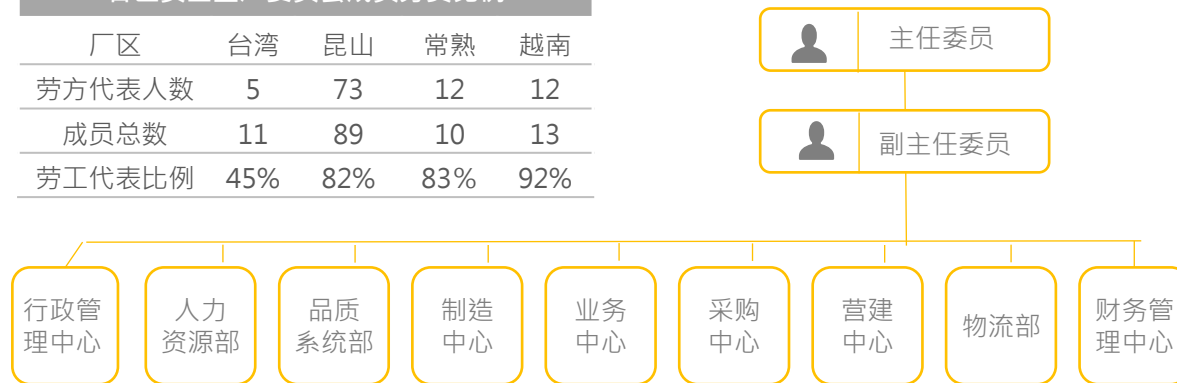 厂区 台湾 昆山 常熟 越南
劳方代表人数 5 73 12 12
成员总数 11 89 10 13
劳工代表比例 45% 82% 83% 92%
主任委员
副主任委员
行政管
理中心
人力
资源部
品质
系统部
制造
中心
业务
中心
采购
中心
营建
中心
物流部
财务管
理中心